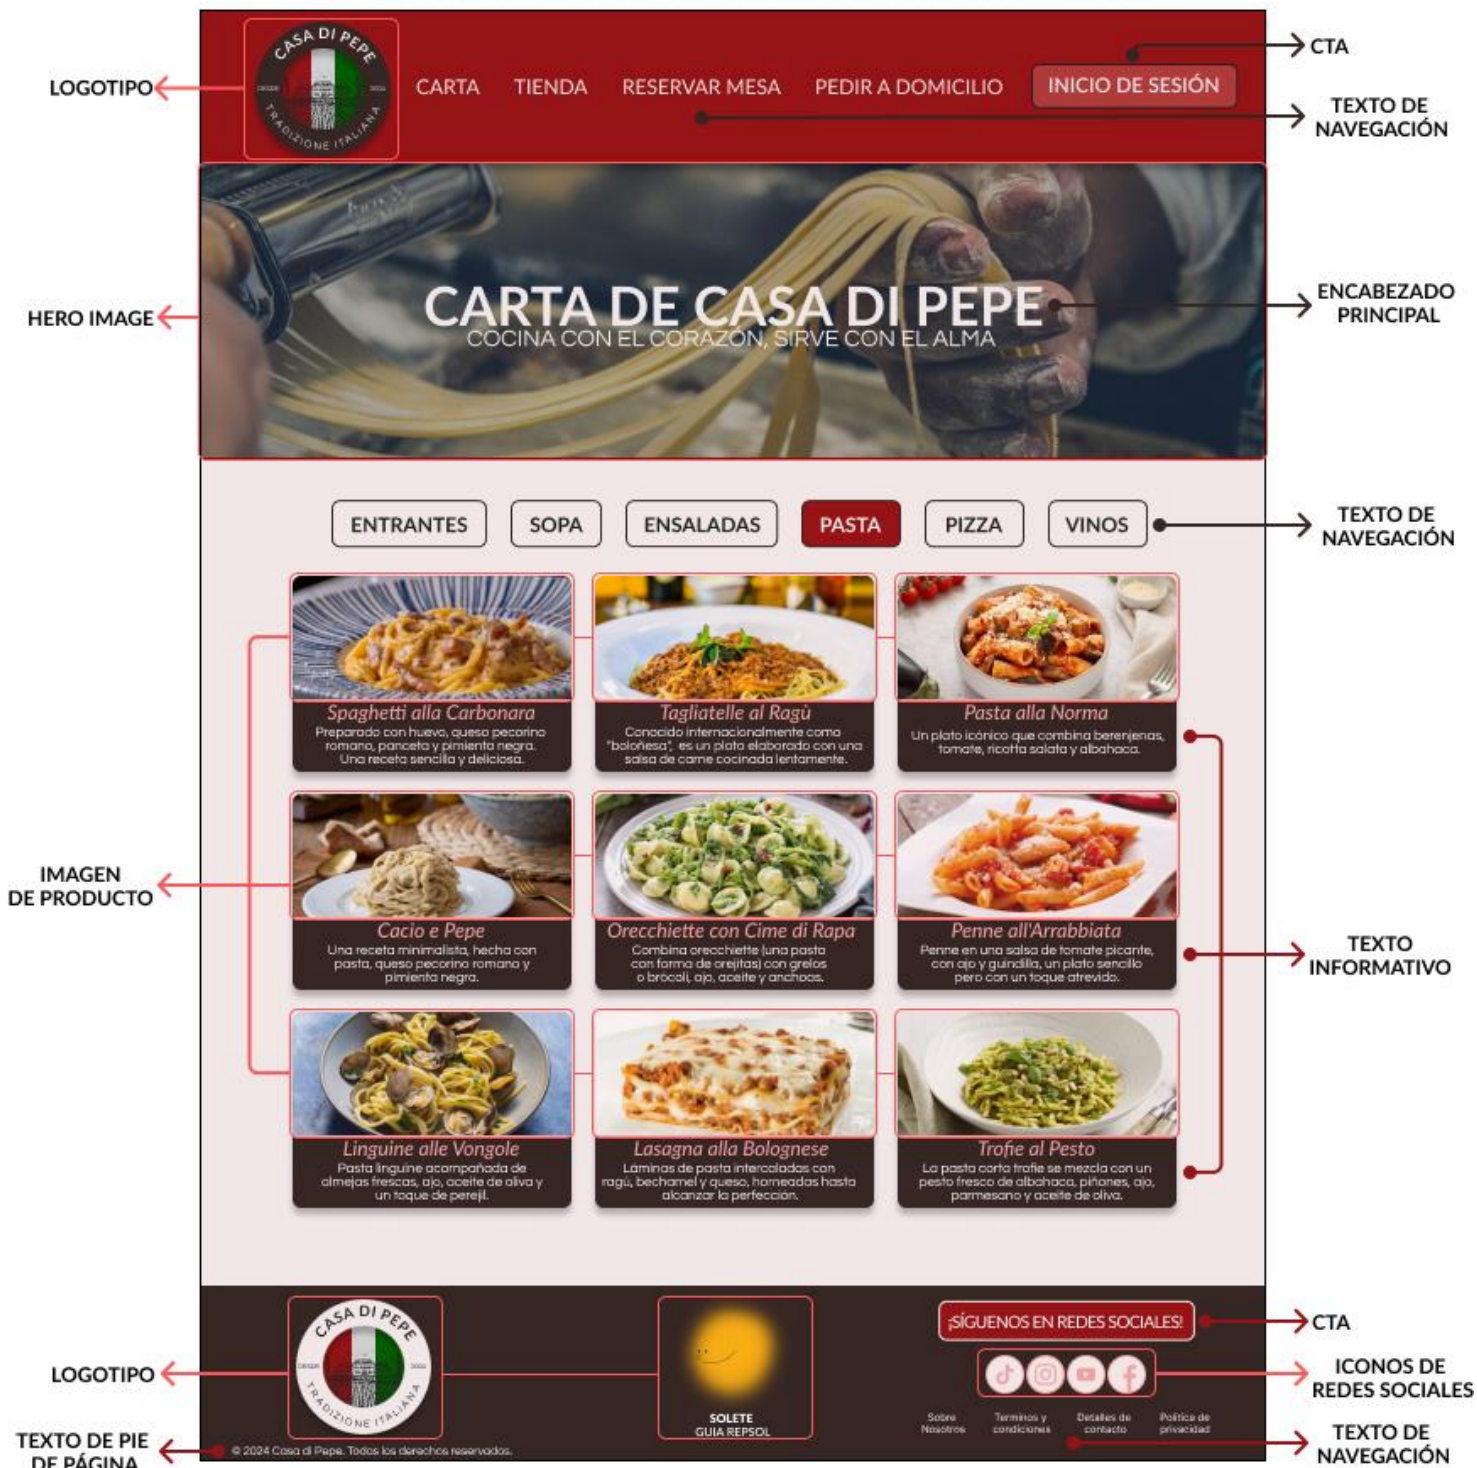 LOGOTIPO
CASA DI PEPE
DESDE
TRADIZIONE ITALIANA
CARTA
TIENDA
RESERVAR MESA
PEDIR A DOMICILIO
INICIO DE SESIÓN
CTA
TEXTO DE
NAVEGACIÓN
HERO IMAGE
CARTA DE CASA DI PEPE
COCINA CON EL CORAZÓN, SIRVE CON EL ALMA
ENCABEZADO
PRINCIPAL
ENTRANTES
SOPA
ENSALADAS
PASTA
PIZZA
VINOS
TEXTO DE
NAVEGACIÓN
IMAGEN
DE PRODUCTO
Spaghetti alla Carbonara
Preparado con huevo, queso pecorino
romano, panceta y pimienta negra.
Una receta sencilla y deliciosa.
Tagliatelle al Ragù
Conocido internacionalmente como
"boloñesa", es un plato elaborado con una
salsa de carne cocinada lentamente.
Pasta alla Norma
Un plato icónico que combina berenjenas,
tomate, ricotta salata y albahaca.
Cacio e Pepe
Una receta minimalista, hecha con
pasta, queso pecorino romano y
pimienta negra.
Orecchiette con Cime di Rapa
Combina orecchiette (una pasta
con forma de orejitas) con grelos
o brócoli, ajo, aceite y anchoas.
Penne all'Arrabbiata
Penne en una salsa de tomate picante,
con ajo y guindilla, un plato sencillo
pero con un toque atrevido.
Linguine alle Vongole
Pasta linguine acompañada de
almejas frescas, ajo, aceite de oliva y
un toque de perejil.
Lasagna alla Bolognese
Láminas de pasta intercaladas con
ragú, bechamel y queso, horneadas hasta
alcanzar la perfección.
Trofie al Pesto
La pasta corta trofie se mezcla con un
pesto fresco de albahaca, piñones, ajo,
parmesano y aceite de oliva.
TEXTO
INFORMATIVO
LOGOTIPO
CASA DI PEPE
DESDE
TRADIZIONE ITALIANA
SOLETE
GUIA REPSOL
¡SÍGUENOS EN REDES SOCIALES!
CTA
ICONOS DE
REDES SOCIALES
Sobre
Nosotros
Terminos y
condiciones
Detalles de
contacto
Política de
privacidad
TEXTO DE
NAVEGACIÓN
TEXTO DE PIE
DE PÁGINA
© 2024 Casa di Pepe. Todos los derechos reservados.